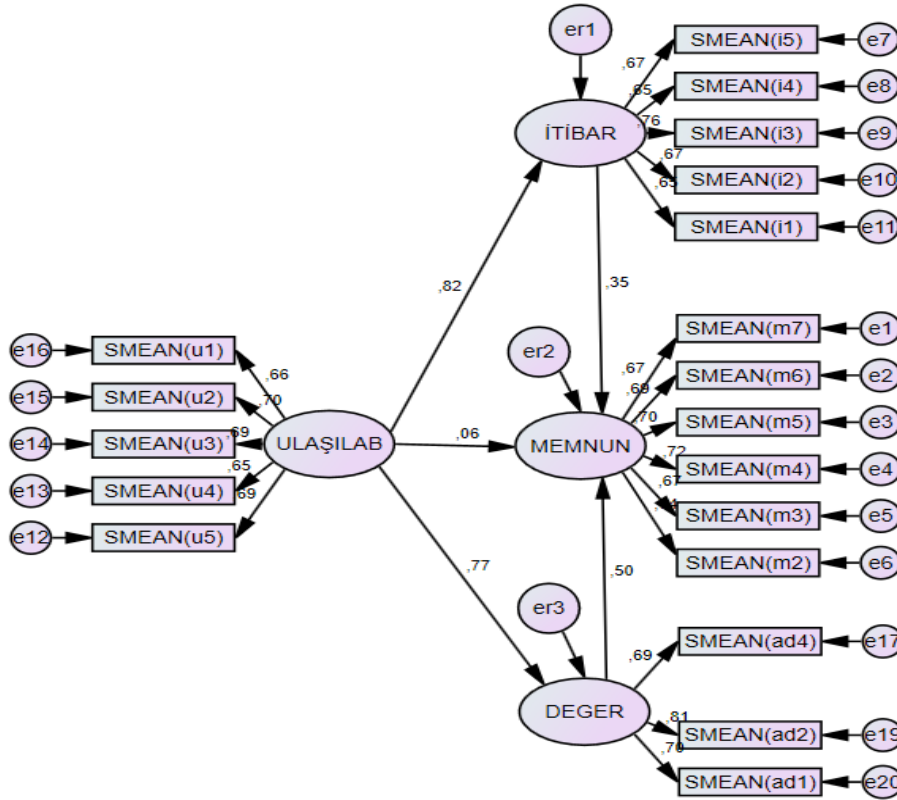 er1
SMEAN(i5)
e7
,67
SMEAN(i4)
e8
,65
İTİBAR
,76
SMEAN(i3)
e9
,67
SMEAN(i2)
e10
,65
SMEAN(i1)
e11
,82
,35
SMEAN(m7)
e1
er2
e16
SMEAN(u1)
,67
SMEAN(m6)
e2
,66
,69
e15
SMEAN(u2)
,70
,70
SMEAN(m5)
e3
e14
SMEAN(u3)
,69
ULAŞILAB
,06
MEMNUN
,72
SMEAN(m4)
e4
,65
e13
SMEAN(u4)
,69
,67
SMEAN(m3)
e5
e12
SMEAN(u5)
SMEAN(m2)
e6
,77
,50
er3
SMEAN(ad4)
e17
,69
DEGER
,81
SMEAN(ad2)
e19
,70
SMEAN(ad1)
e20